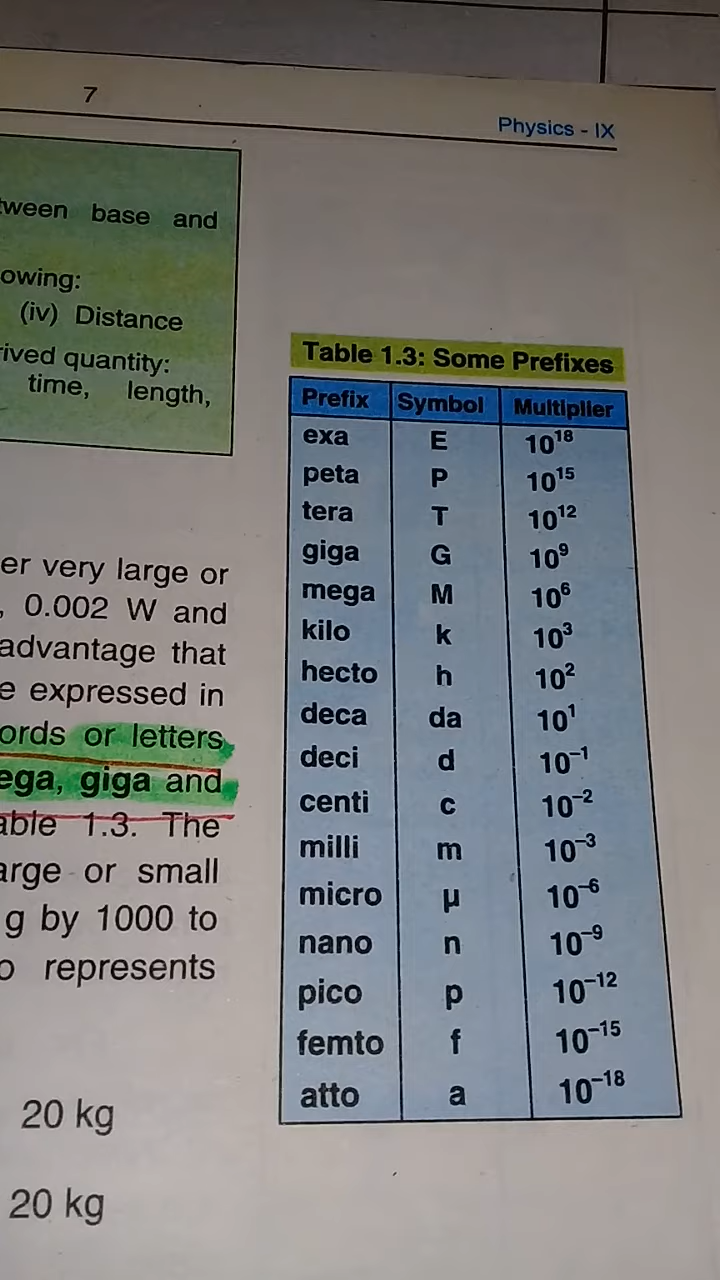 7
Physics - IX
tween base and
owing:
(iv) Distance
rived quantity:
time, length,
er very large or
, 0.002 W and
advantage that
e expressed in
ords or letters
ega, giga and
able 1.3. The
arge or small
g by 1000 to
o represents
20 kg
20 kg
Table 1.3: Some Prefixes
Prefix Symbol Multiplier
exa E 10¹⁸
peta P 10¹⁵
tera T 10¹²
giga G 10⁹
mega M 10⁶
kilo k 10³
hecto h 10²
deca da 10¹
deci d 10⁻¹
centi c 10⁻²
milli m 10⁻³
micro μ 10⁻⁶
nano n 10⁻⁹
pico p 10⁻¹²
femto f 10⁻¹⁵
atto a 10⁻¹⁸